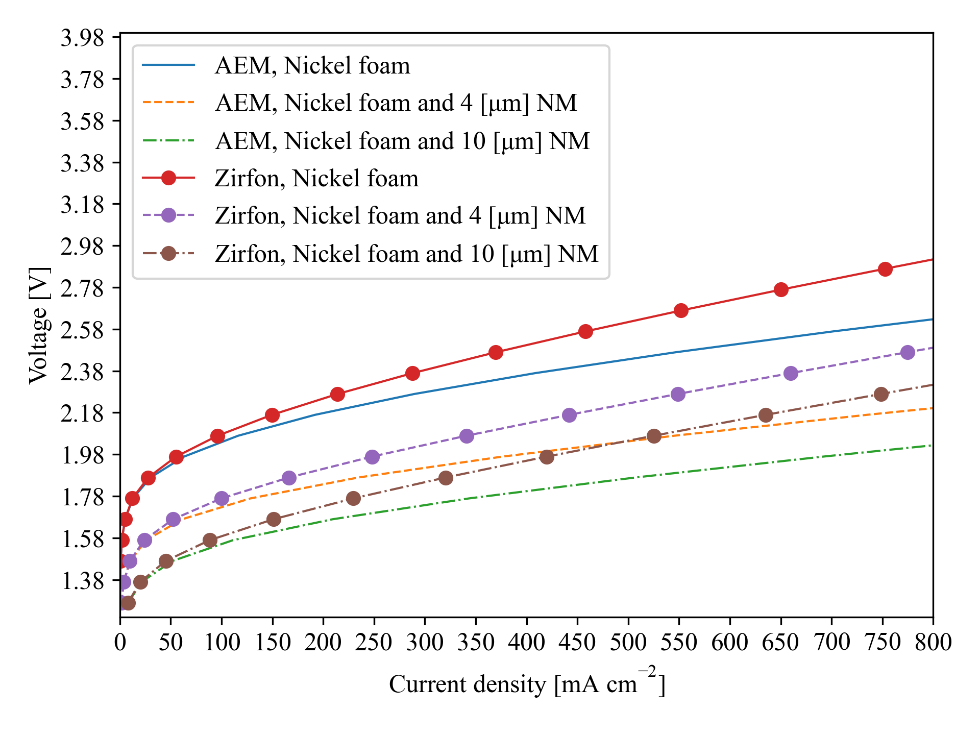 3.98
3.78
3.58
3.38
3.18
2.98
2.78
2.58
2.38
2.18
1.98
1.78
1.58
1.38
Voltage [V]
AEM, Nickel foam
AEM, Nickel foam and 4 [μm] NM
AEM, Nickel foam and 10 [μm] NM
Zirfon, Nickel foam
Zirfon, Nickel foam and 4 [μm] NM
Zirfon, Nickel foam and 10 [μm] NM
0 50 100 150 200 250 300 350 400 450 500 550 600 650 700 750 800
Current density [mA cm⁻²]